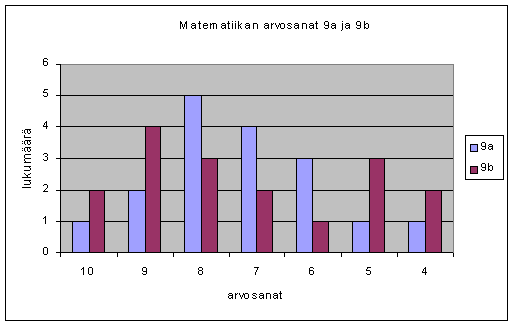 Matematiikan arvosanat 9a ja 9b
lukumäärä
6
5
4
3
2
1
0
10 9 8 7 6 5 4
arvosanat
9a
9b